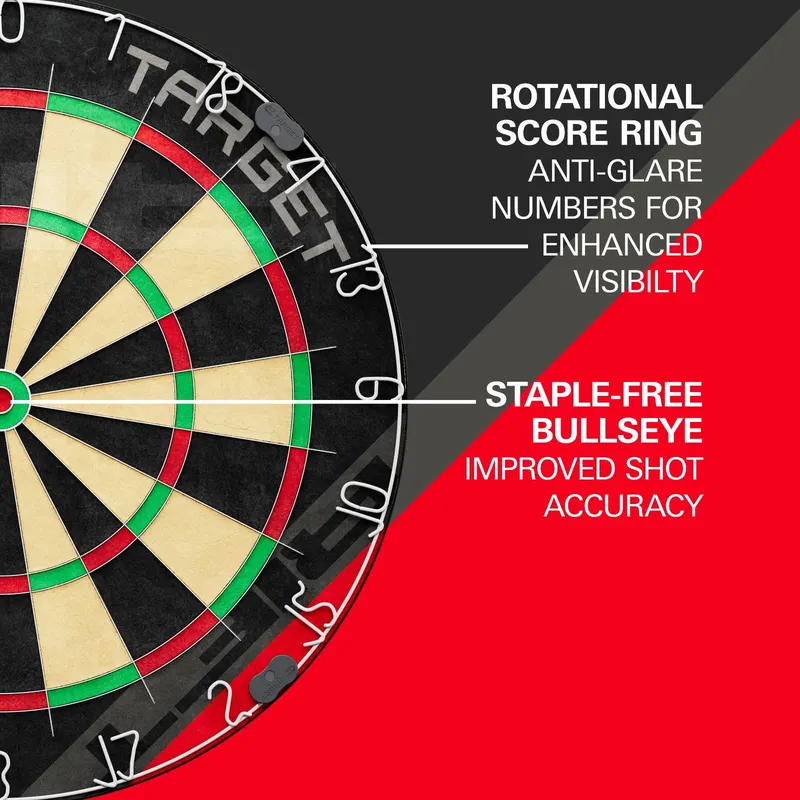 ROTATIONAL
SCORE RING
ANTI-GLARE
NUMBERS FOR
ENHANCED
VISIBILTY
STAPLE-FREE
BULLSEYE
IMPROVED SHOT
ACCURACY
TARGET
1
18
4
13
6
10
15
2
17